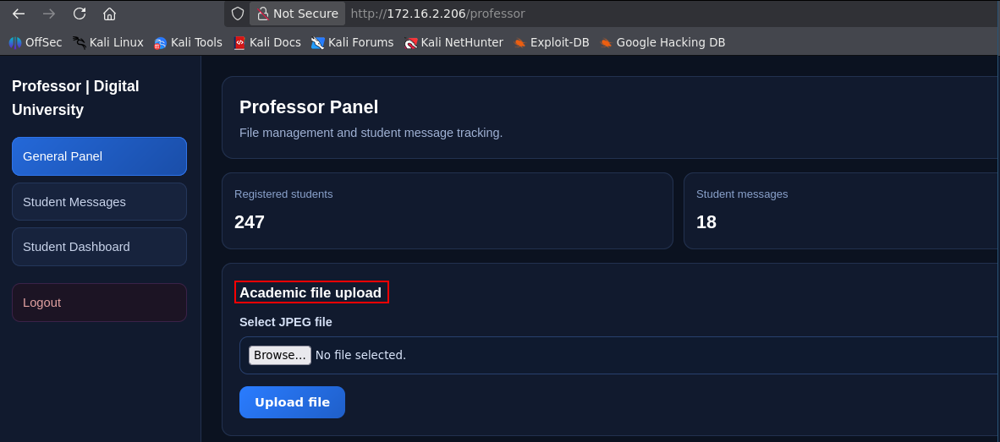 Not Secure http://172.16.2.206/professor
OffSec Kali Linux Kali Tools Kali Docs Kali Forums Kali NetHunter Exploit-DB Google Hacking DB
Professor | Digital
University
General Panel
Student Messages
Student Dashboard
Logout
Professor Panel
File management and student message tracking.
Registered students
247
Student messages
18
Academic file upload
Select JPEG file
Browse... No file selected.
Upload file